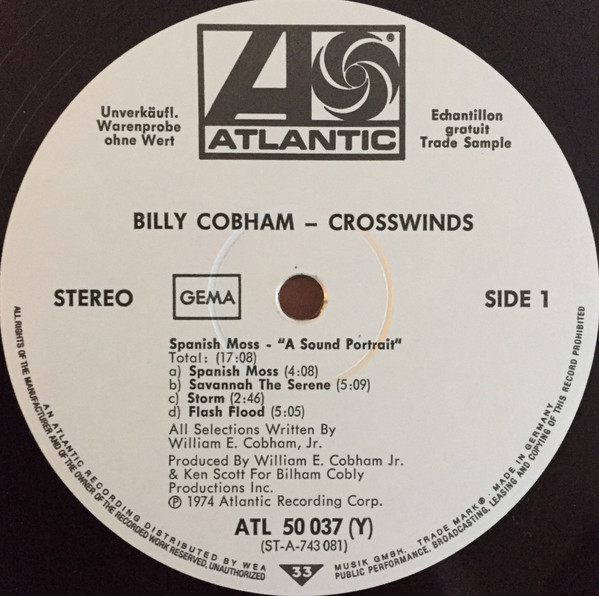 ATLANTIC
®
Unverkäufl.
Warenprobe
ohne Wert
Echantillon
gratuit
Trade Sample
BILLY COBHAM – CROSSWINDS
STEREO
GEMA
SIDE 1
Spanish Moss - "A Sound Portrait"
Total: (17:08)
a) Spanish Moss (4:08)
b) Savannah The Serene (5:09)
c) Storm (2:46)
d) Flash Flood (5:05)
All Selections Written By
William E. Cobham, Jr.
Produced By William E. Cobham Jr.
& Ken Scott For Bilham Cobly
Productions Inc.
℗ 1974 Atlantic Recording Corp.
ATL 50 037 (Y)
(ST-A-743 081)
33
AN ATLANTIC RECORDING DISTRIBUTED BY WEA MUSIK GMBH. TRADE MARK ®. MADE IN GERMANY
ALL RIGHTS OF THE MANUFACTURER AND OF THE OWNER OF THE RECORDED WORK RESERVED. UNAUTHORIZED PUBLIC PERFORMANCE, BROADCASTING, LEASING AND COPYING OF THIS RECORD PROHIBITED